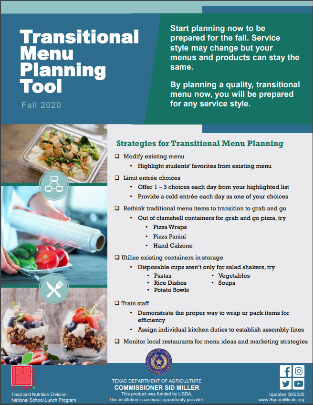 Transitional
Menu
Planning
Tool
Fall 2020
Start planning now to be
prepared for the fall. Service
style may change but your
menus and products can stay the
same.
By planning a quality, transitional
menu now, you will be prepared
for any service style.
Strategies for Transitional Menu Planning
Modify existing menu
• Highlight students' favorites from existing menu
Limit entrée choices
• Offer 1 – 3 choices each day from your highlighted list
• Provide a cold entrée each day as one of your choices
Rethink traditional menu items to transition to grab and go
• Out of clamshell containers for grab and go pizza, try
• Pizza Wraps
• Pizza Panini
• Hand Calzone
Utilize existing containers in storage
• Disposable cups aren't only for salad shakers, try
• Pastas
• Rice Dishes
• Potato Bowls
• Vegetables
• Soups
Train staff
• Demonstrate the proper way to wrap or pack items for
efficiency
• Assign individual kitchen duties to establish assembly lines
Monitor local restaurants for menu ideas and marketing strategies
Food and Nutrition Division
National School Lunch Program
TEXAS DEPARTMENT OF AGRICULTURE
COMMISSIONER SID MILLER
This product was funded by USDA.
This institution is an equal opportunity provider.
Updated
www.SquareMeals.org